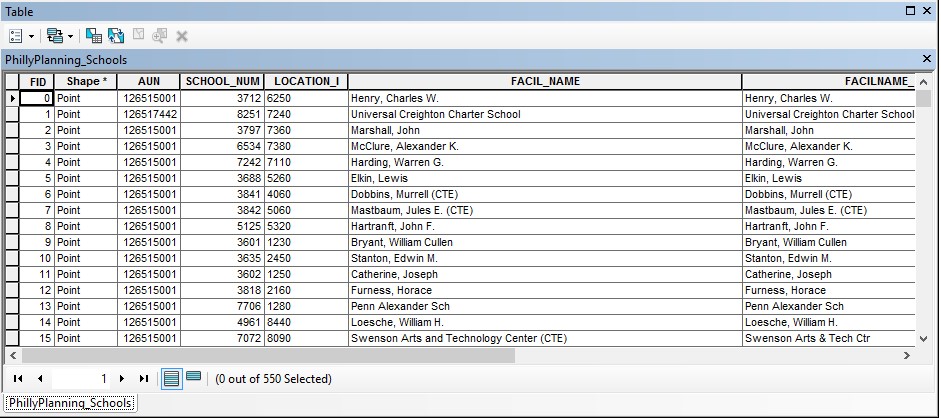 Table
PhillyPlanning_Schools
FID Shape * AUN SCHOOL_NUM LOCATION_I FACIL_NAME FACILNAME_
0 Point 126515001 3712 6250 Henry, Charles W. Henry, Charles W.
1 Point 126517442 8251 7240 Universal Creighton Charter School Universal Creighton Charter School
2 Point 126515001 3797 7360 Marshall, John Marshall, John
3 Point 126515001 6534 7380 McClure, Alexander K. McClure, Alexander K.
4 Point 126515001 7242 7110 Harding, Warren G. Harding, Warren G.
5 Point 126515001 3688 5260 Elkin, Lewis Elkin, Lewis
6 Point 126515001 3841 4060 Dobbins, Murrell (CTE) Dobbins, Murrell (CTE)
7 Point 126515001 3842 5060 Mastbaum, Jules E. (CTE) Mastbaum, Jules E. (CTE)
8 Point 126515001 5125 5320 Hartranft, John F. Hartranft, John F.
9 Point 126515001 3601 1230 Bryant, William Cullen Bryant, William Cullen
10 Point 126515001 3635 2450 Stanton, Edwin M. Stanton, Edwin M.
11 Point 126515001 3602 1250 Catherine, Joseph Catherine, Joseph
12 Point 126515001 3818 2160 Furness, Horace Furness, Horace
13 Point 126515001 7706 1280 Penn Alexander Sch Penn Alexander Sch
14 Point 126515001 4961 8440 Loesche, William H. Loesche, William H.
15 Point 126515001 7072 8090 Swenson Arts and Technology Center (CTE) Swenson Arts & Tech Ctr
1 (0 out of 550 Selected)
PhillyPlanning_Schools